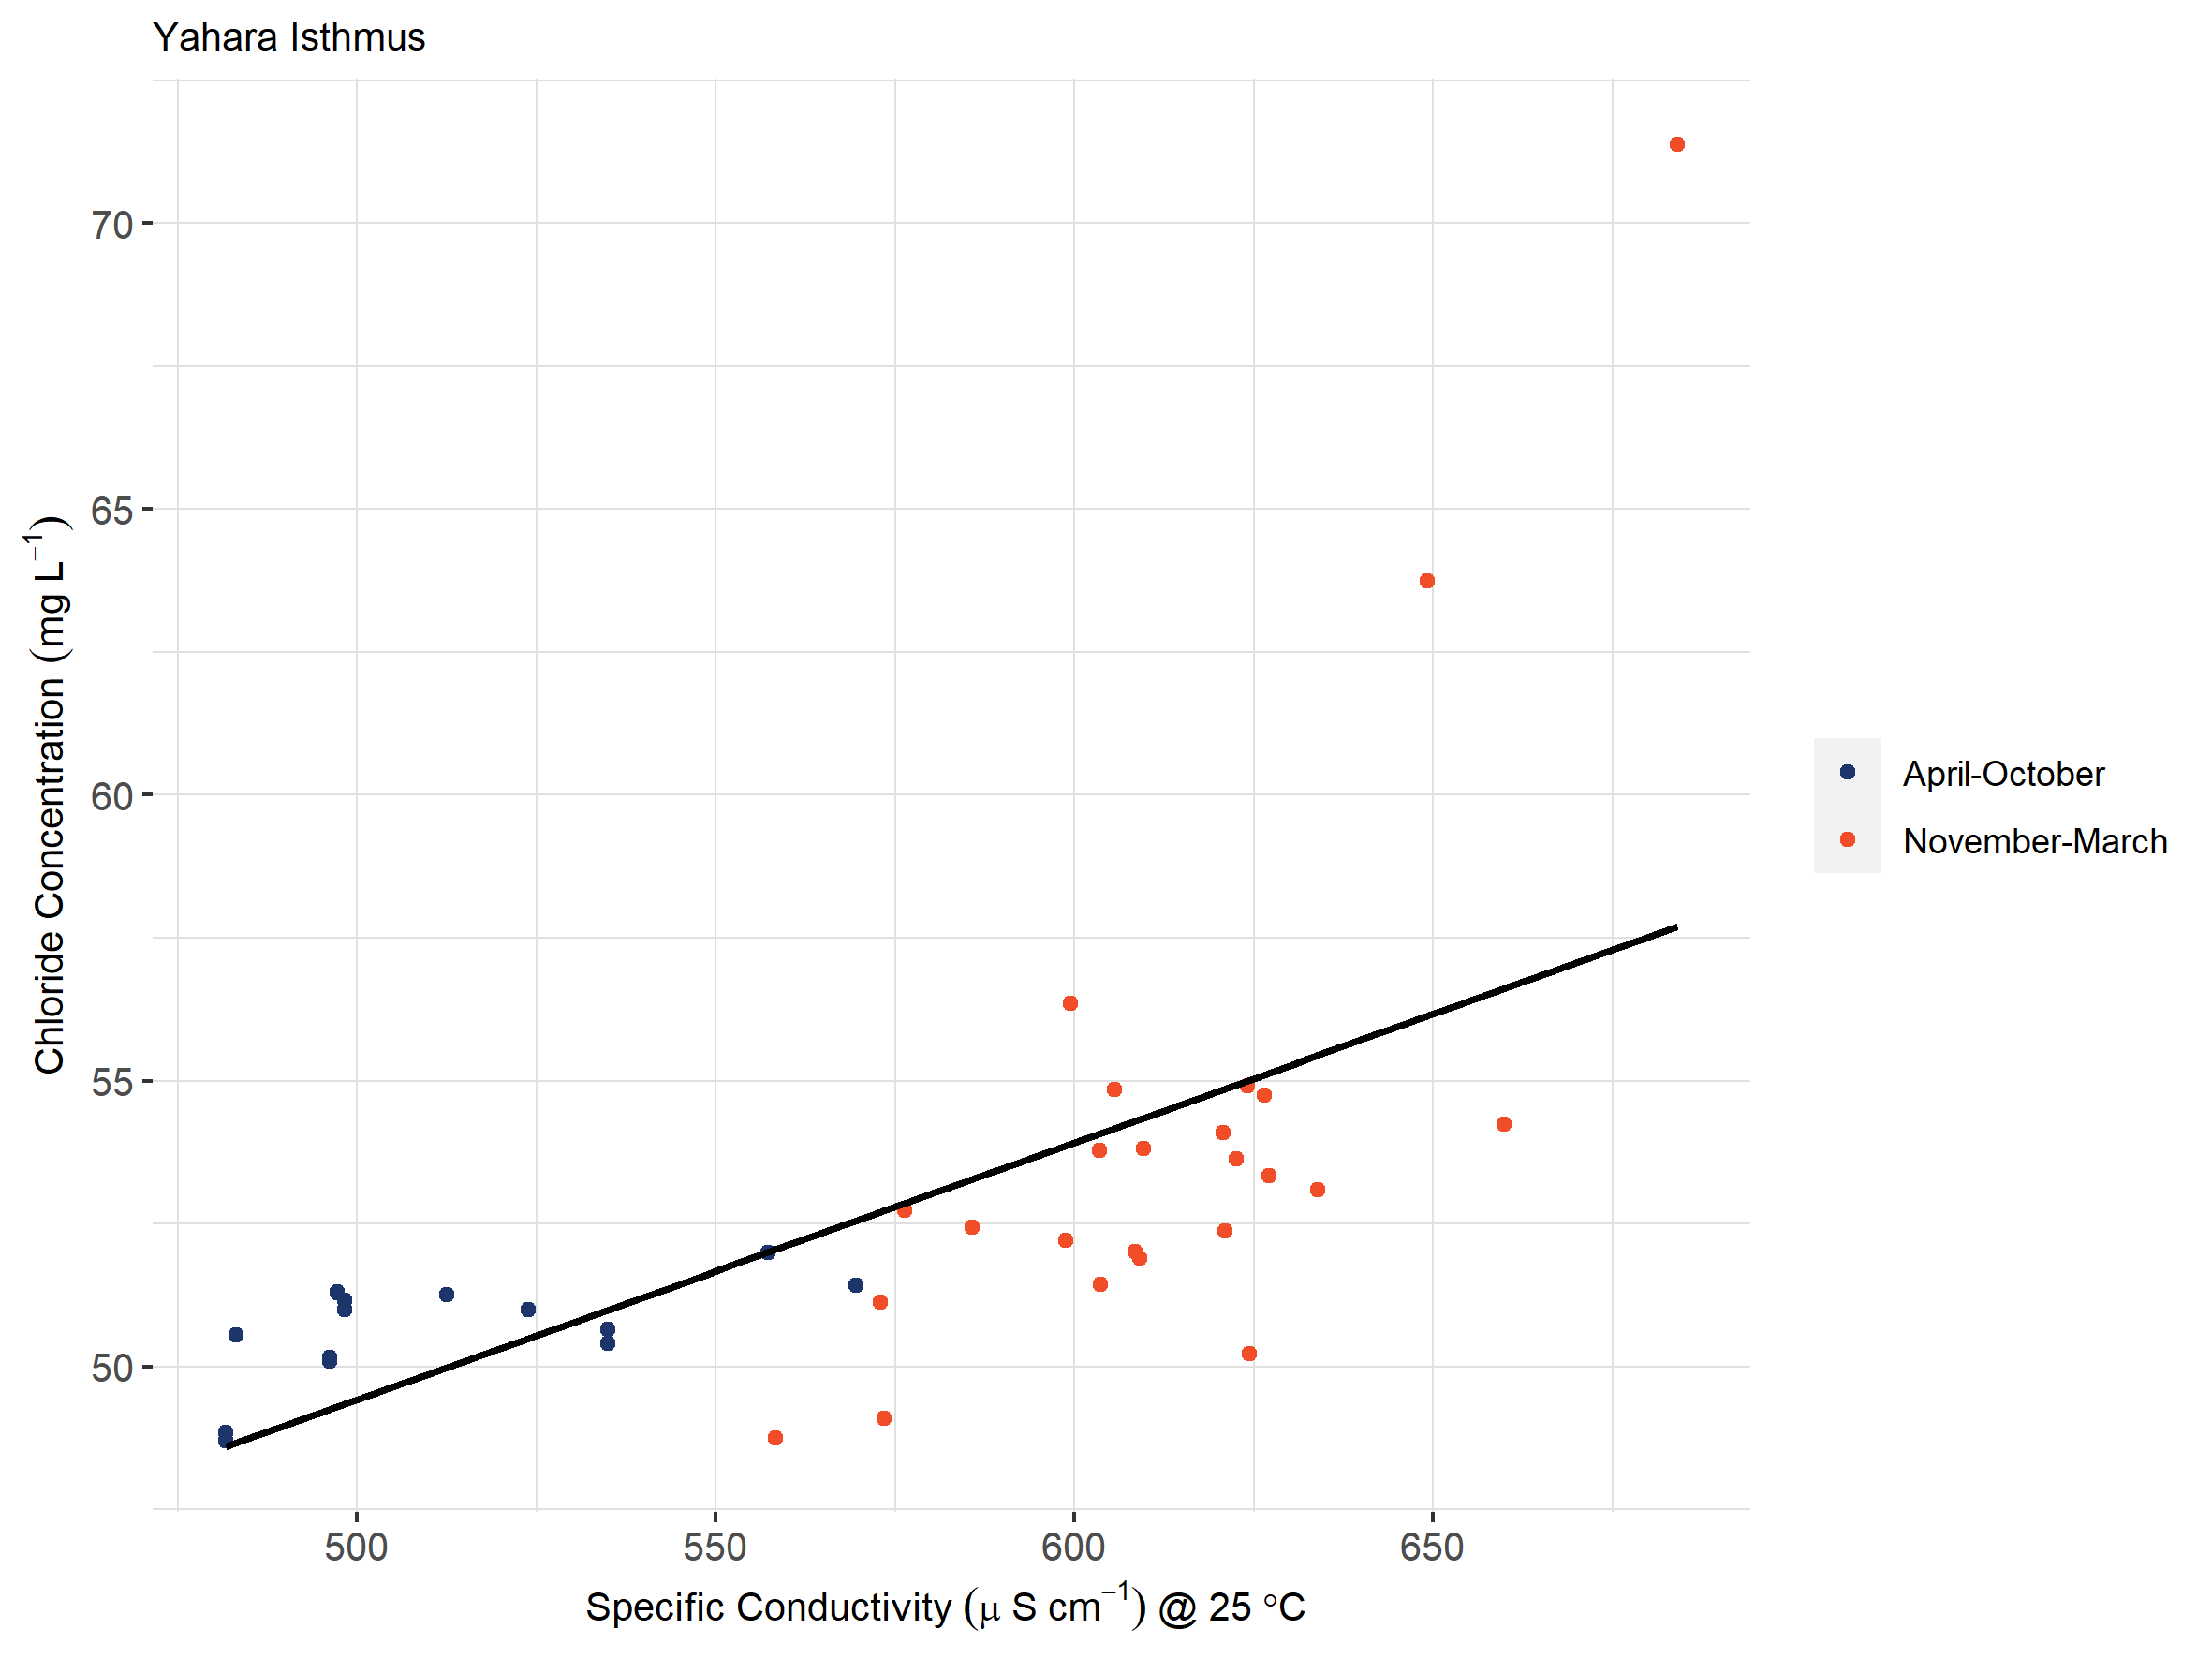 Yahara Isthmus
Chloride Concentration (mg L⁻¹)
70
65
60
55
50
500 550 600 650
Specific Conductivity (μ S cm⁻¹) @ 25 °C
April-October
November-March